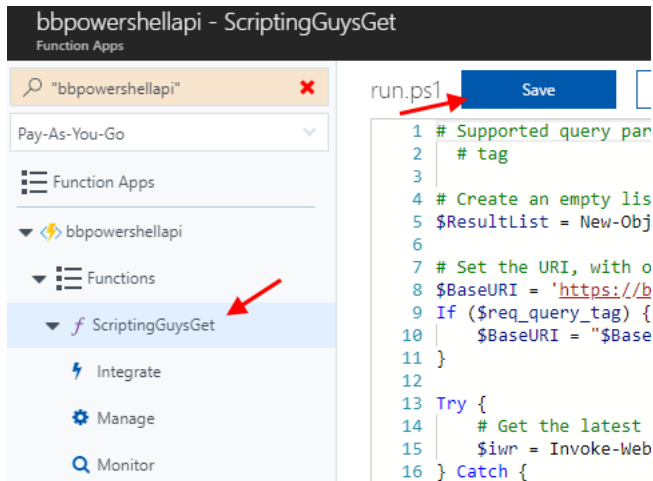 bbpowershellapi - ScriptingGuysGet
Function Apps
"bbpowershellapi"
Pay-As-You-Go
Function Apps
bbpowershellapi
Functions
ScriptingGuysGet
Integrate
Manage
Monitor
run.ps1 Save
1 # Supported query par
2 # tag
3
4 # Create an empty lis
5 $ResultList = New-Obj
6
7 # Set the URI, with o
8 $BaseURI = 'https://b
9 If ($req_query_tag) {
10 $BaseURI = "$Base
11 }
12
13 Try {
14 # Get the latest
15 $iwr = Invoke-Web
16 } Catch {